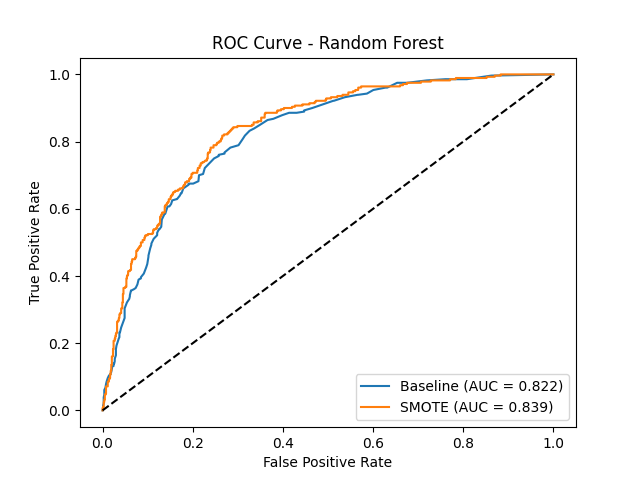 ROC Curve - Random Forest
True Positive Rate
1.0
0.8
0.6
0.4
0.2
0.0
Baseline (AUC = 0.822)
SMOTE (AUC = 0.839)
0.0 0.2 0.4 0.6 0.8 1.0
False Positive Rate